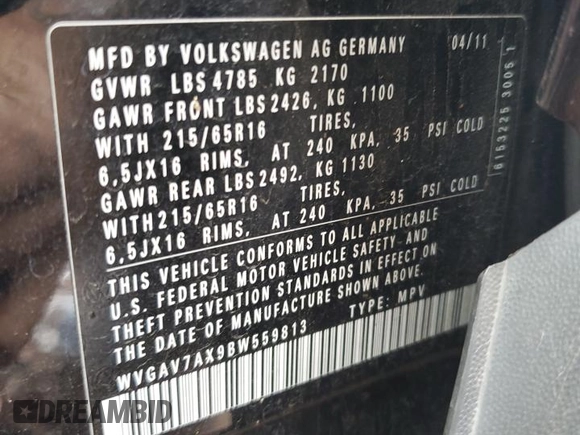 MFD BY VOLKSWAGEN AG GERMANY 04/11
GVWR LBS 4785 KG 2170
GAWR FRONT LBS 2426, KG 1100
WITH 215/65R16 TIRES,
6,5JX16 RIMS, AT 240 KPA, 35 PSI COLD
GAWR REAR LBS 2492, KG 1130
WITH 215/65R16 TIRES,
6,5JX16 RIMS, AT 240 KPA, 35 PSI COLD
THIS VEHICLE CONFORMS TO ALL APPLICABLE
U.S. FEDERAL MOTOR VEHICLE SAFETY AND
THEFT PREVENTION STANDARDS IN EFFECT ON
DATE OF MANUFACTURE SHOWN ABOVE.
WVGAV7AX9BW559813 TYPE: MPV
6153225 3005 1
DREAMBID